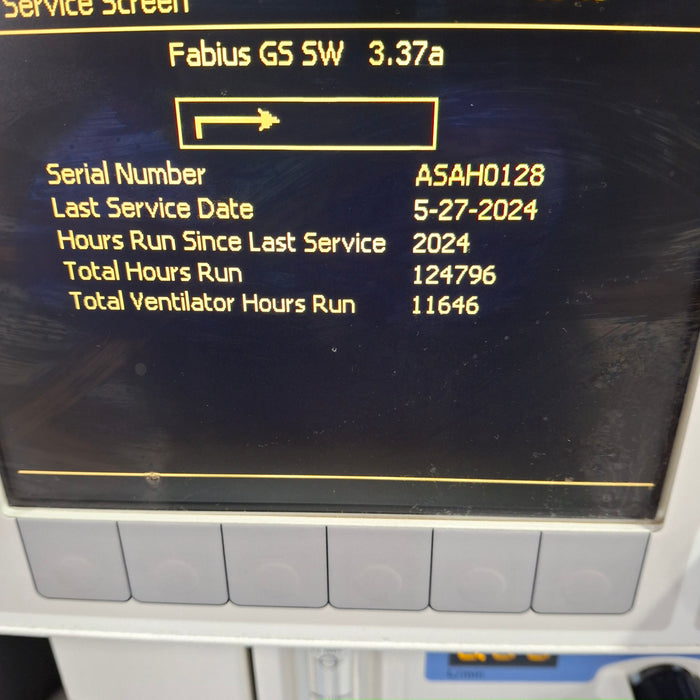 Service Screen
Fabius GS SW 3.37a
Serial Number ASAH0128
Last Service Date 5-27-2024
Hours Run Since Last Service 2024
Total Hours Run 124796
Total Ventilator Hours Run 11646
L/min